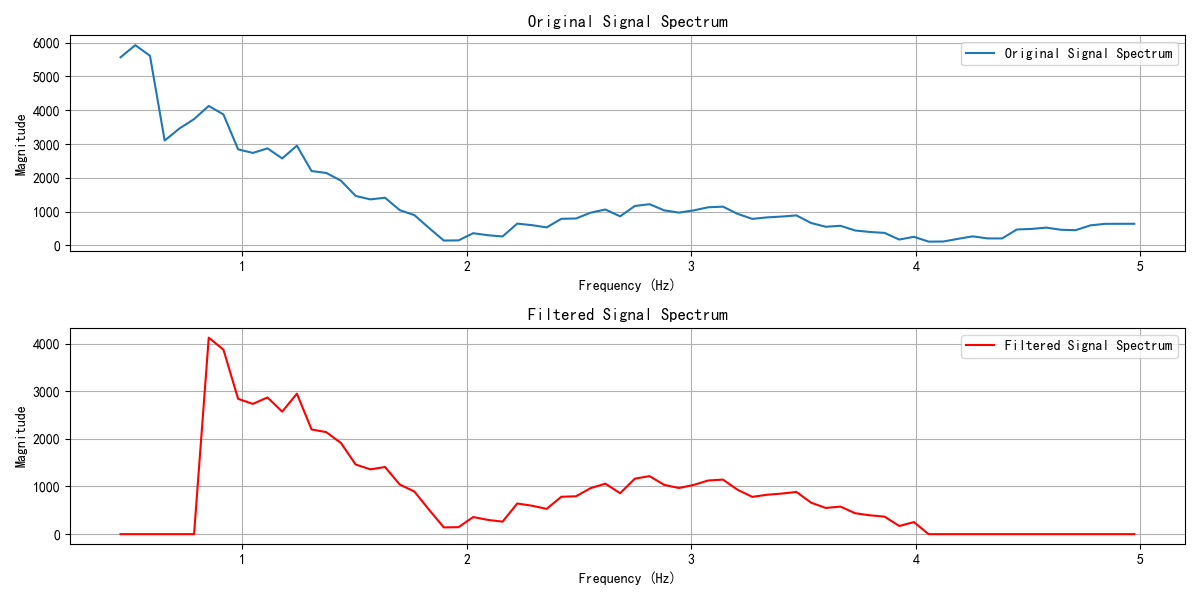 Original Signal Spectrum
Original Signal Spectrum
Magnitude
6000
5000
4000
3000
2000
1000
0
1 2 3 4 5
Frequency (Hz)
Filtered Signal Spectrum
Filtered Signal Spectrum
Magnitude
4000
3000
2000
1000
0
1 2 3 4 5
Frequency (Hz)